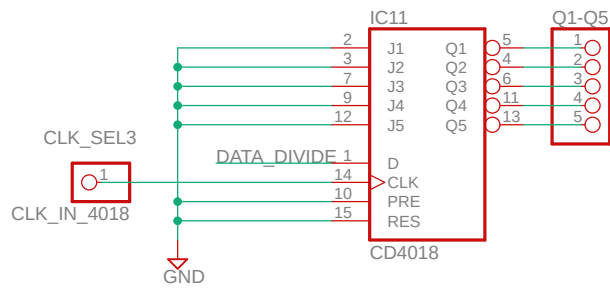 IC11
Q1-Q5
2 J1 Q1 5 1
3 J2 Q2 4 2
7 J3 Q3 6 3
9 J4 Q4 11 4
12 J5 Q5 13 5
CLK_SEL3
DATA_DIVIDE 1 D
1 14 CLK
10 PRE
CLK_IN_4018
15 RES
CD4018
GND